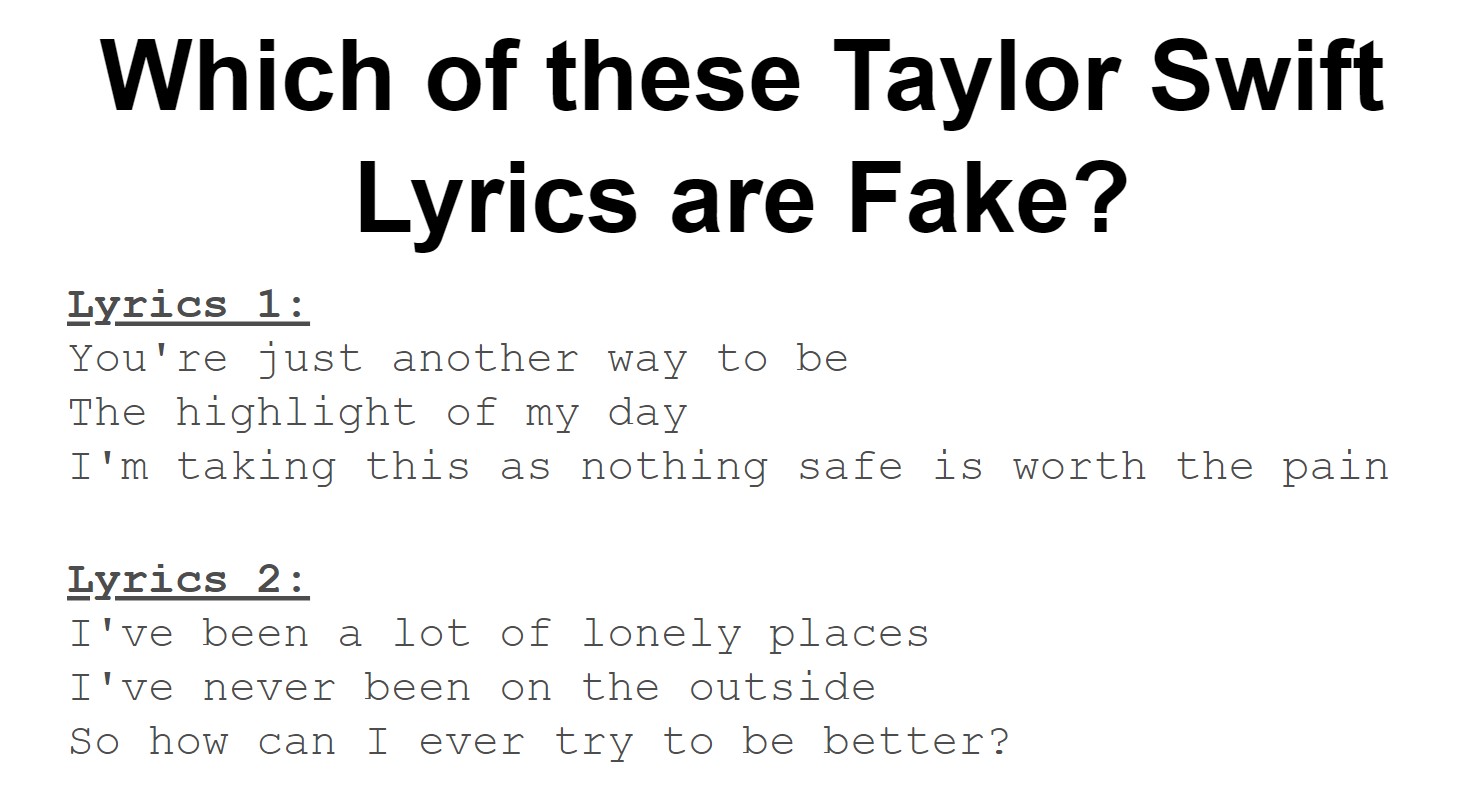 Which of these Taylor Swift
Lyrics are Fake?
Lyrics 1:
You're just another way to be
The highlight of my day
I'm taking this as nothing safe is worth the pain
Lyrics 2:
I've been a lot of lonely places
I've never been on the outside
So how can I ever try to be better?